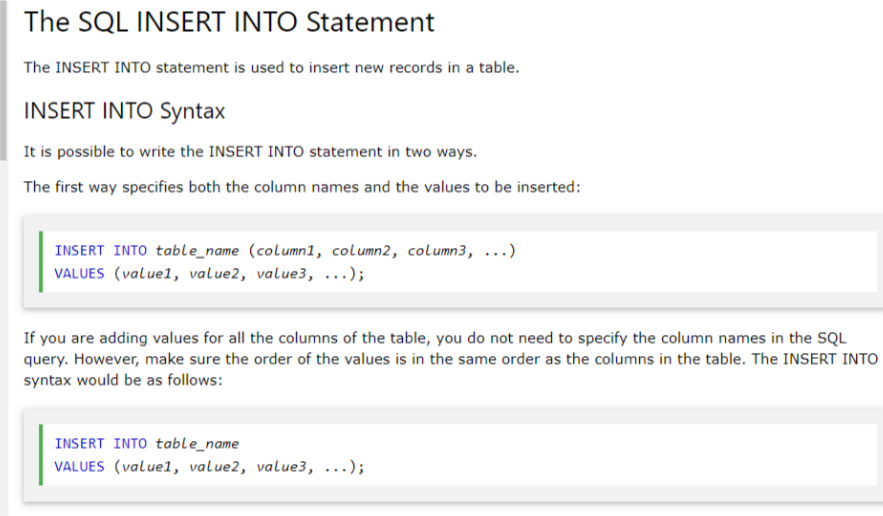 The SQL INSERT INTO Statement
The INSERT INTO statement is used to insert new records in a table.
INSERT INTO Syntax
It is possible to write the INSERT INTO statement in two ways.
The first way specifies both the column names and the values to be inserted:
INSERT INTO table_name (column1, column2, column3, ...)
VALUES (value1, value2, value3, ...);
If you are adding values for all the columns of the table, you do not need to specify the column names in the SQL
query. However, make sure the order of the values is in the same order as the columns in the table. The INSERT INTO
syntax would be as follows:
INSERT INTO table_name
VALUES (value1, value2, value3, ...);